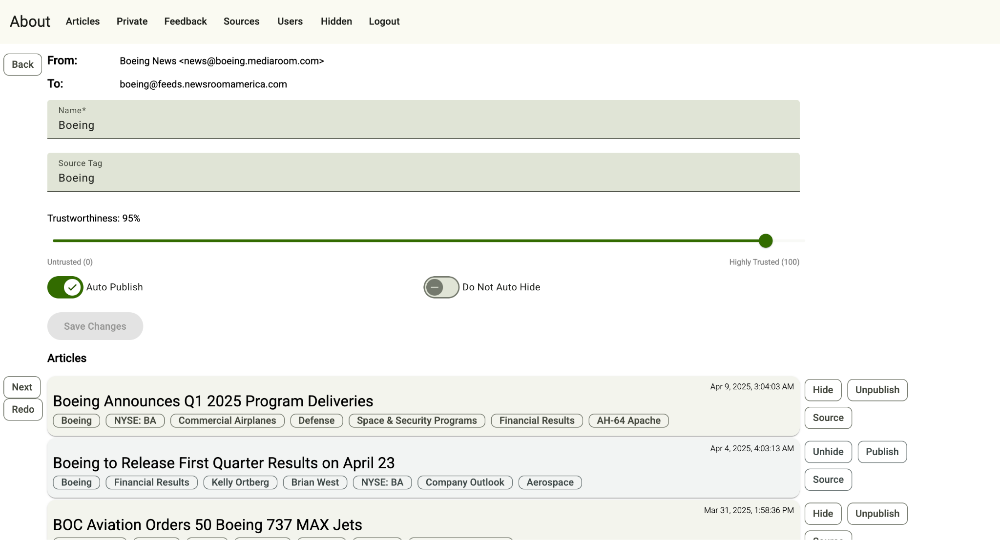 About Articles Private Feedback Sources Users Hidden Logout
Back
From: Boeing News <news@boeing.mediaroom.com>
To: boeing@feeds.newsroomamerica.com
Name*
Boeing
Source Tag
Boeing
Trustworthiness: 95%
Untrusted (0) Highly Trusted (100)
Auto Publish Do Not Auto Hide
Save Changes
Articles
Next
Redo
Apr 9, 2025, 3:04:03 AM
Boeing Announces Q1 2025 Program Deliveries
Boeing NYSE: BA Commercial Airplanes Defense Space & Security Programs Financial Results AH-64 Apache
Hide Unpublish
Source
Apr 4, 2025, 4:03:13 AM
Boeing to Release First Quarter Results on April 23
Boeing Financial Results Kelly Ortberg Brian West NYSE: BA Company Outlook Aerospace
Unhide Publish
Source
Mar 31, 2025, 1:58:36 PM
BOC Aviation Orders 50 Boeing 737 MAX Jets
Hide Unpublish